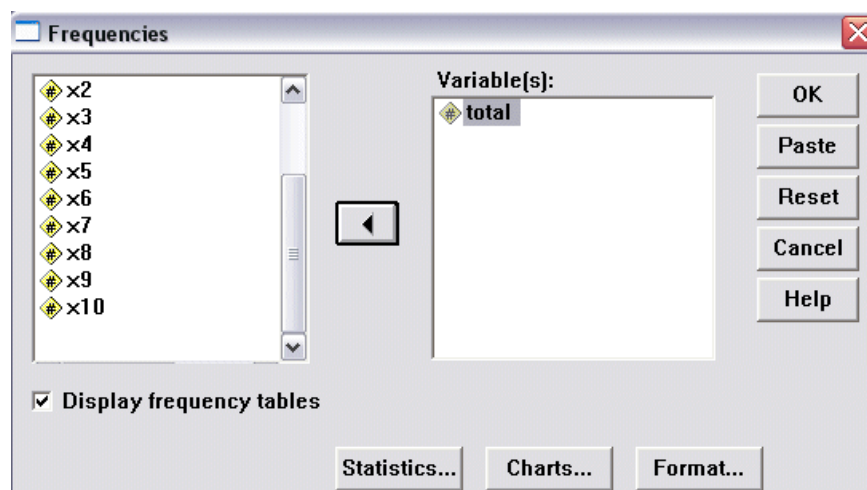 Frequencies
x2
x3
x4
x5
x6
x7
x8
x9
x10
Display frequency tables
Variable(s):
total
OK
Paste
Reset
Cancel
Help
Statistics...
Charts...
Format...